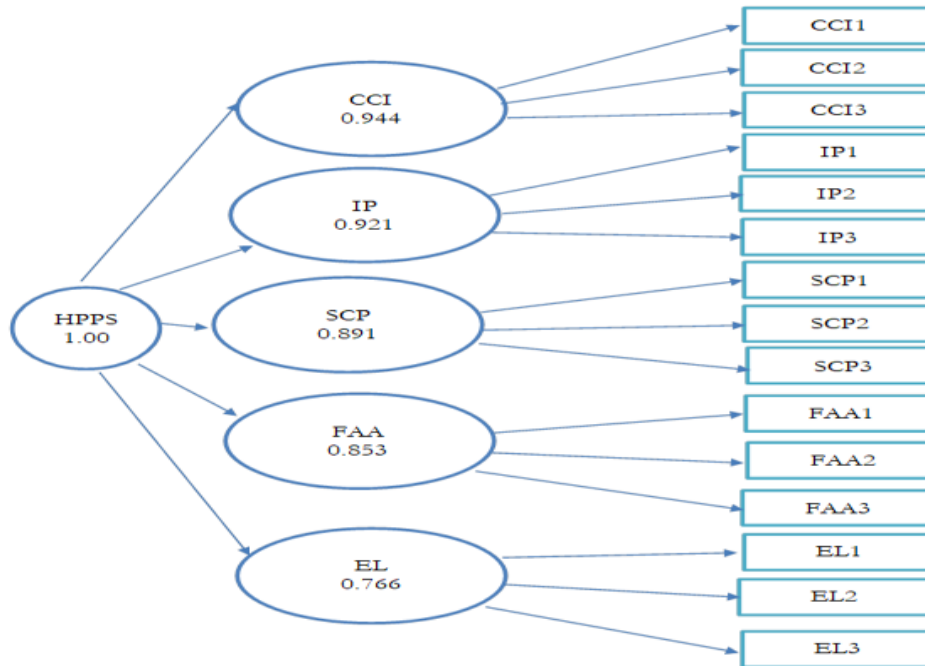 HPPS
1.00
CCI
0.944
IP
0.921
SCP
0.891
FAA
0.853
EL
0.766
CCI1
CCI2
CCI3
IP1
IP2
IP3
SCP1
SCP2
SCP3
FAA1
FAA2
FAA3
EL1
EL2
EL3